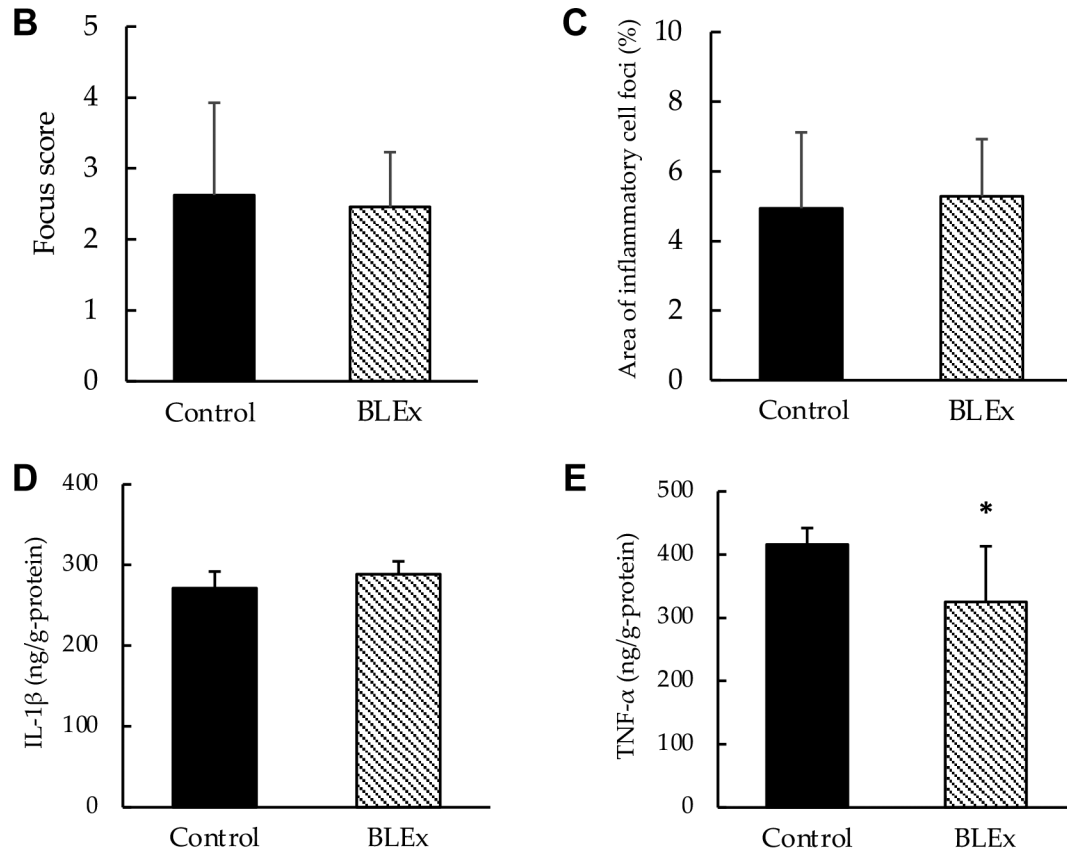 B
Focus score
5
4
3
2
1
0
Control BLEx
C
Area of inflammatory cell foci (%)
10
8
6
4
2
0
Control BLEx
D
IL-1β (ng/g-protein)
400
300
200
100
0
Control BLEx
E
TNF-α (ng/g-protein)
500
400
300
200
100
0
*
Control BLEx